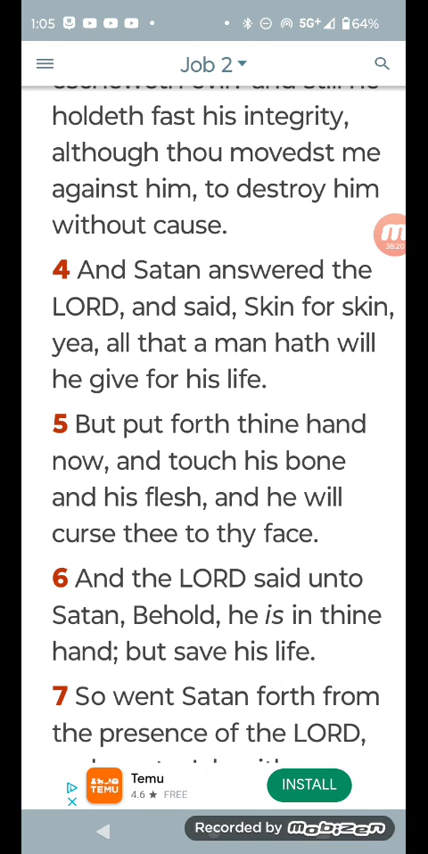 1:05 5G+ 64%
Job 2
holdeth fast his integrity,
although thou movedst me
against him, to destroy him
without cause.
38:20
4 And Satan answered the
LORD, and said, Skin for skin,
yea, all that a man hath will
he give for his life.
5 But put forth thine hand
now, and touch his bone
and his flesh, and he will
curse thee to thy face.
6 And the LORD said unto
Satan, Behold, he is in thine
hand; but save his life.
7 So went Satan forth from
the presence of the LORD,
TEMU
Temu
4.6 ★ FREE
INSTALL
Recorded by mobizen